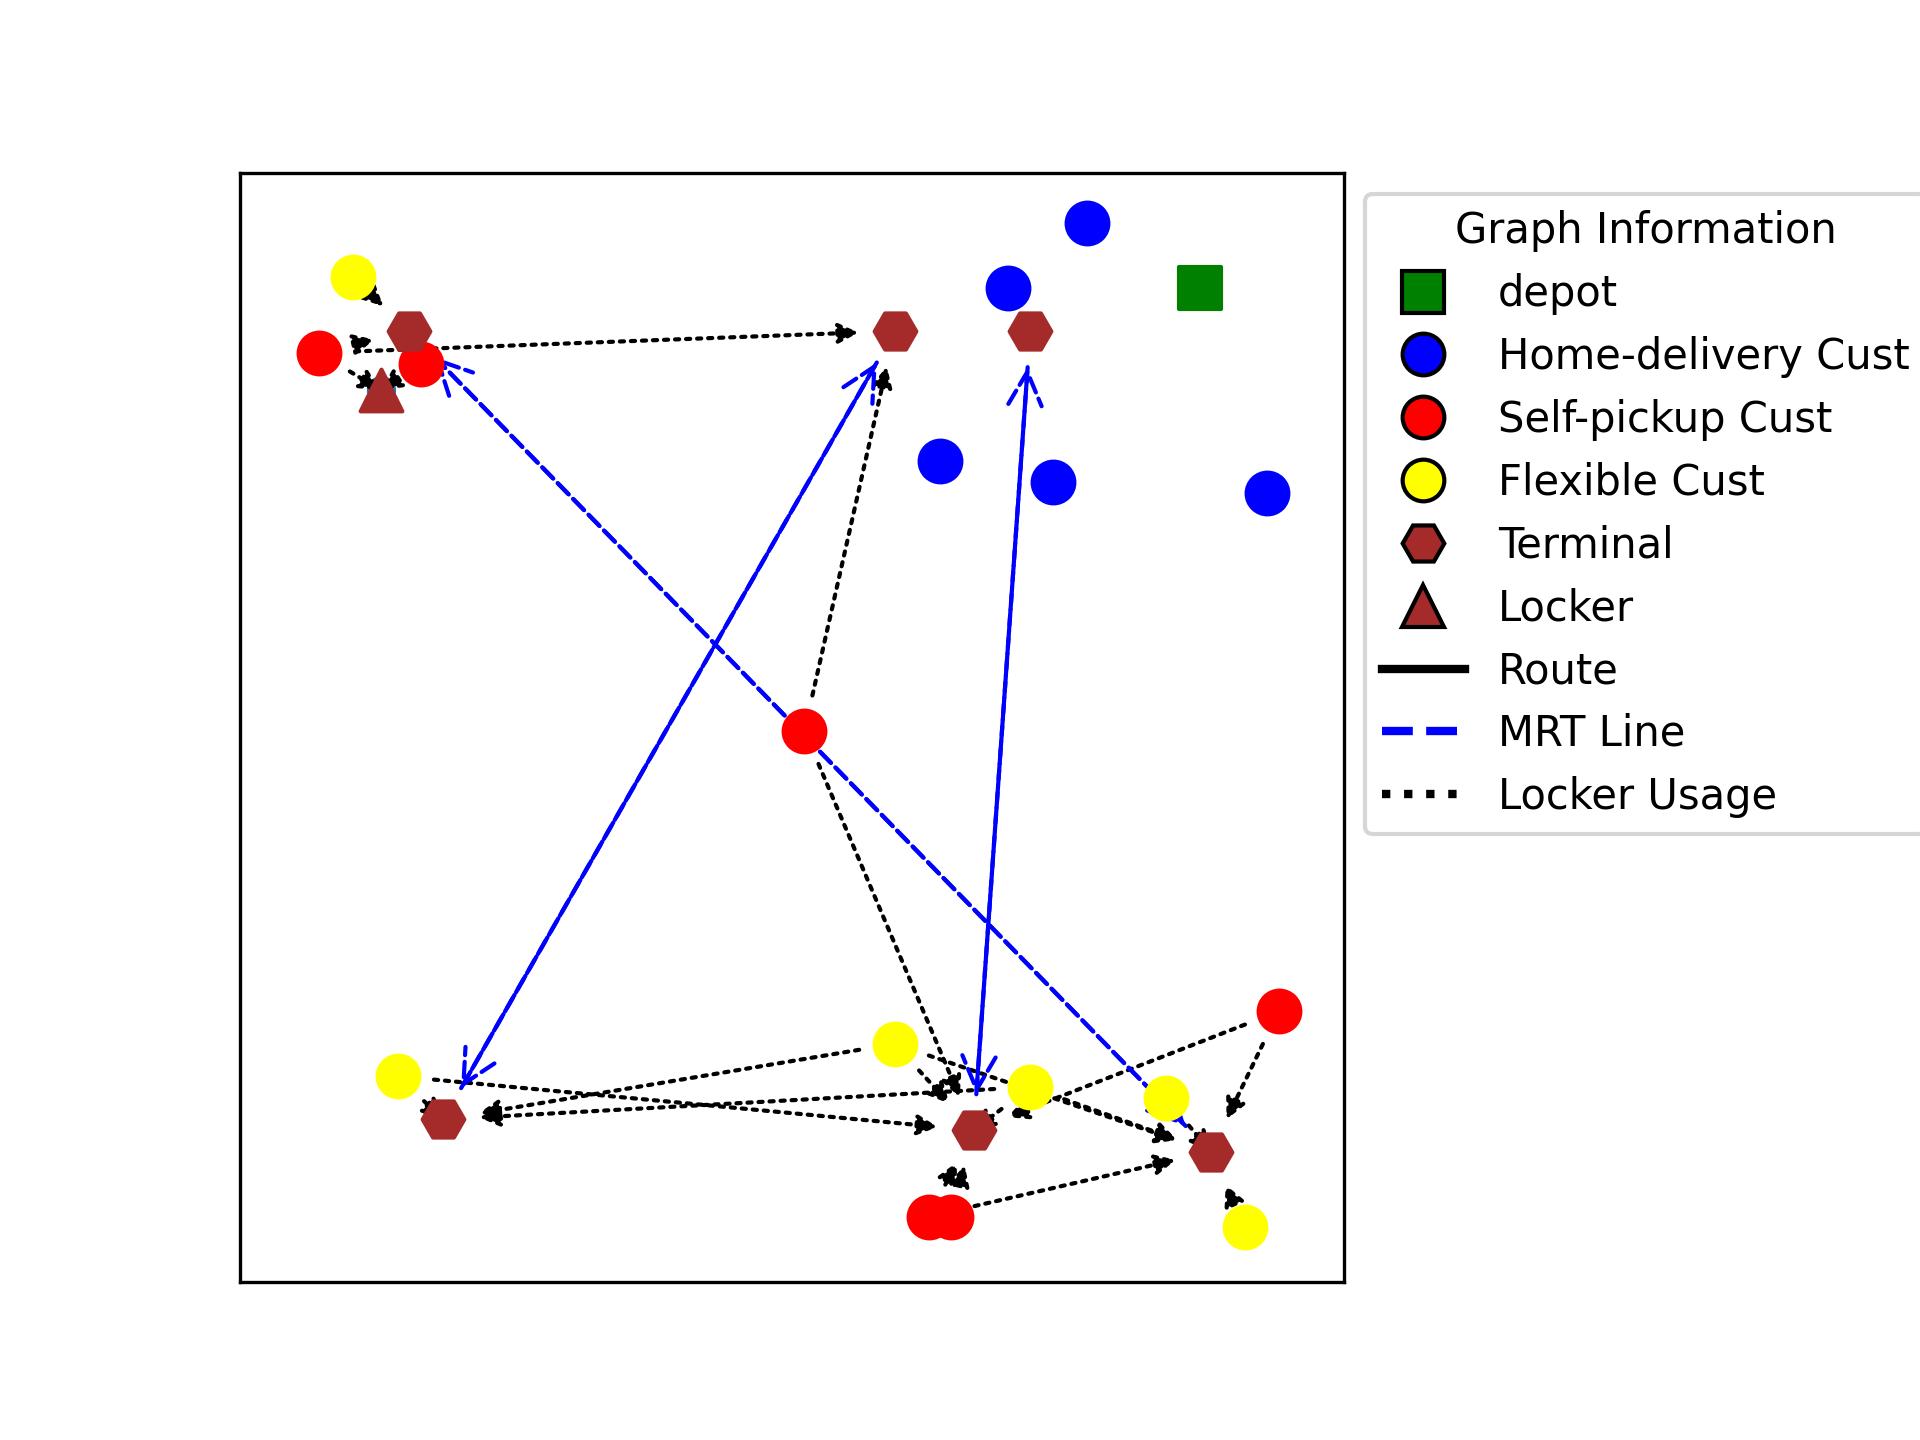 Graph Information
depot
Home-delivery Cust
Self-pickup Cust
Flexible Cust
Terminal
Locker
Route
MRT Line
Locker Usage